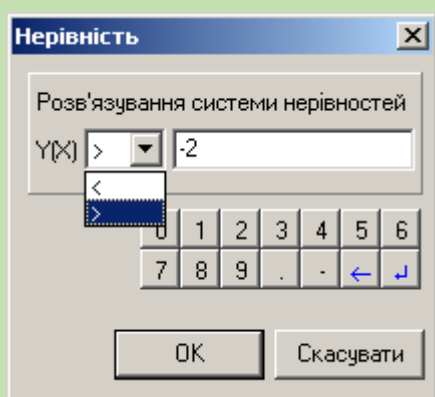 Нерівність
Розв'язування системи нерівностей
Y(X) > -2
<
>
0 1 2 3 4 5 6
7 8 9 . - ← ↵
OK Скасувати